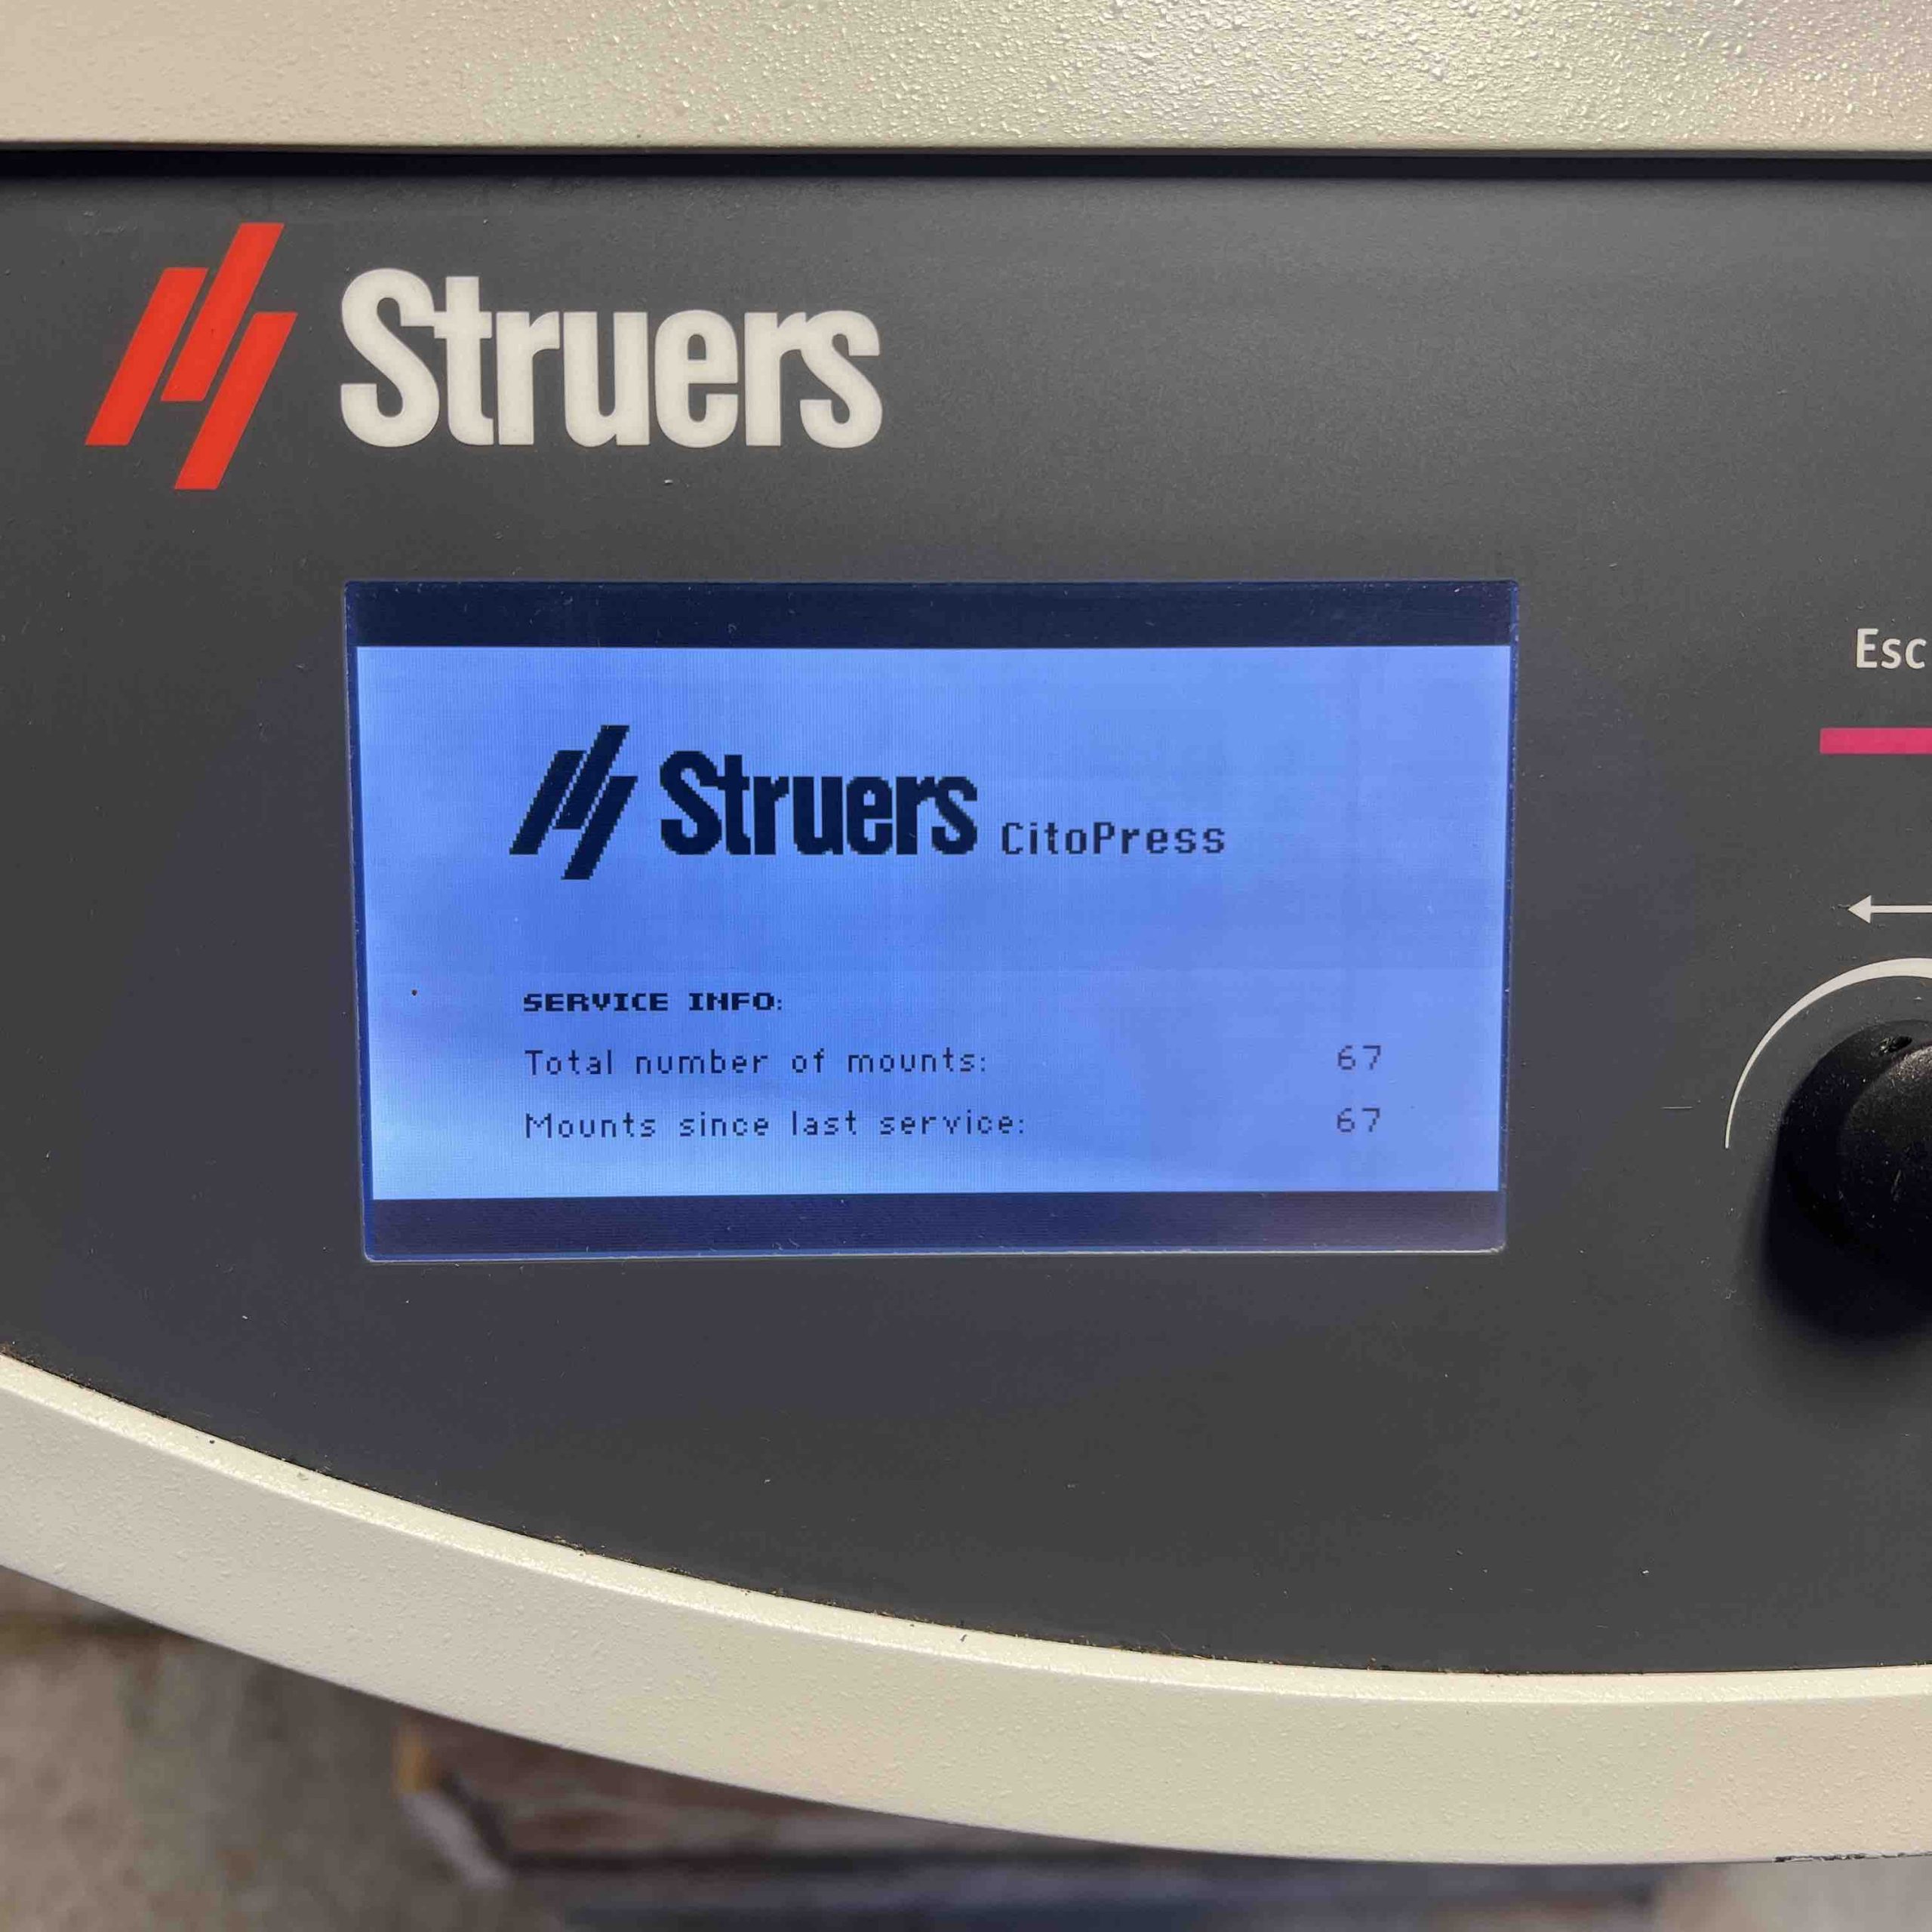 Struers
Esc
Struers CitoPress
SERVICE INFO:
Total number of mounts: 67
Mounts since last service: 67